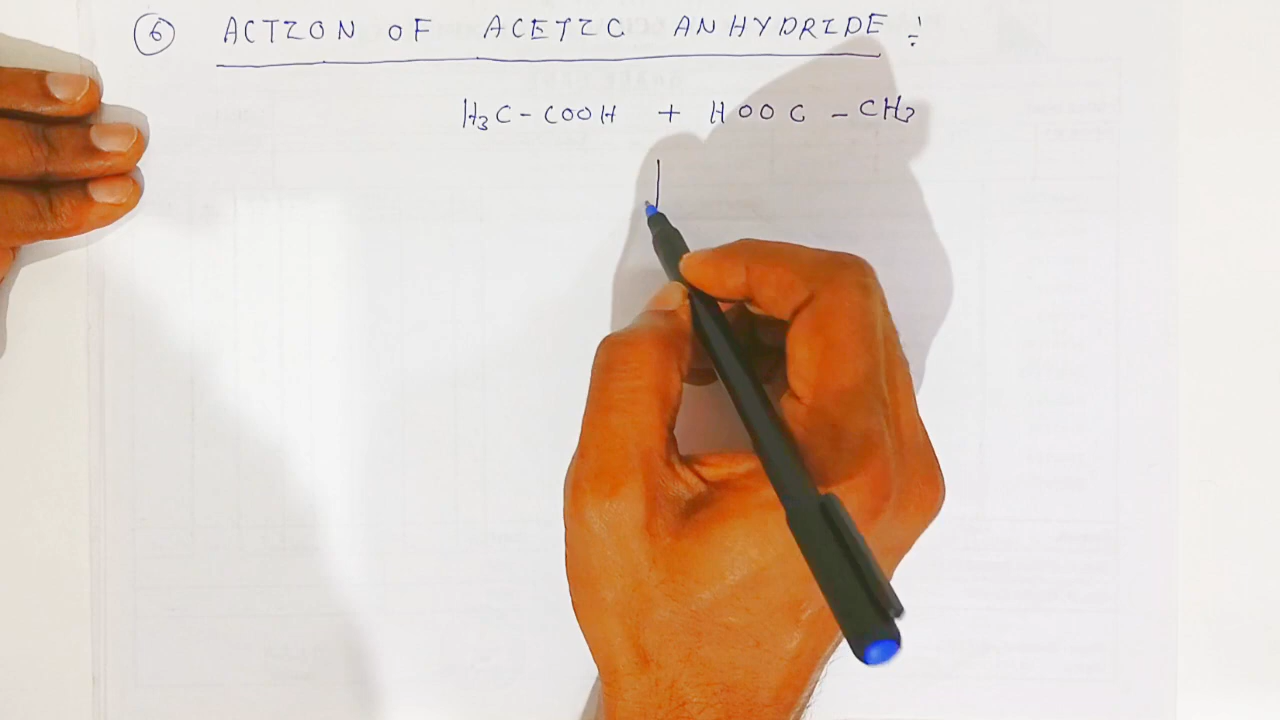 ⑥ ACTION OF ACETIC ANHYDRIDE :
H₃C - COOH + HOOC - CH₃